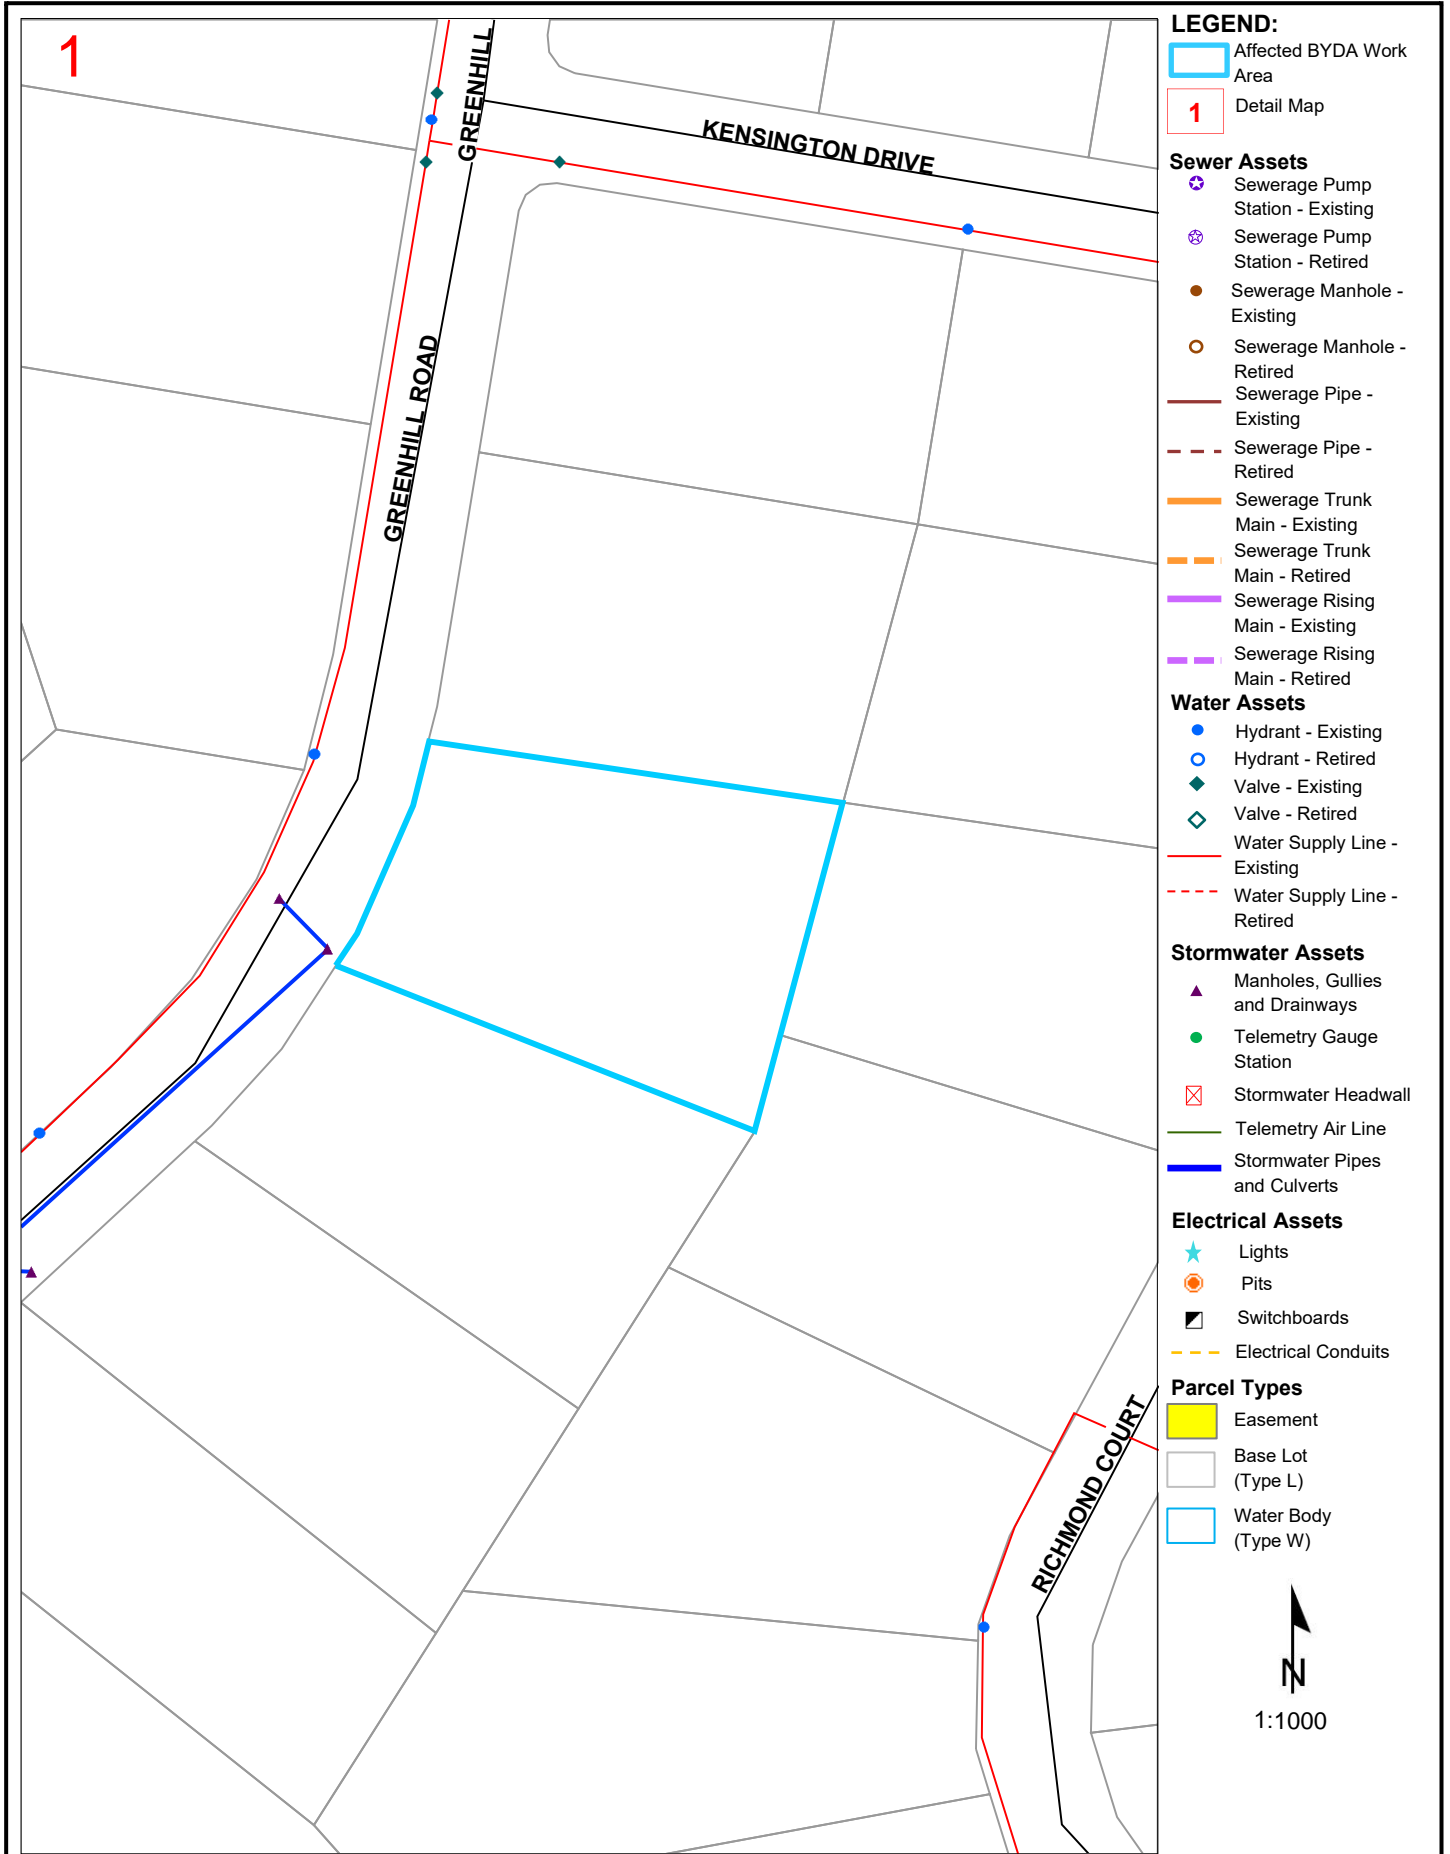 1
GREENHILL
KENSINGTON DRIVE
GREENHILL ROAD
RICHMOND COURT
LEGEND:
Affected BYDA Work
Area
1
Detail Map
Sewer Assets
Sewerage Pump
Station - Existing
Sewerage Pump
Station - Retired
Sewerage Manhole -
Existing
Sewerage Manhole -
Retired
Sewerage Pipe -
Existing
Sewerage Pipe -
Retired
Sewerage Trunk
Main - Existing
Sewerage Trunk
Main - Retired
Sewerage Rising
Main - Existing
Sewerage Rising
Main - Retired
Water Assets
Hydrant - Existing
Hydrant - Retired
Valve - Existing
Valve - Retired
Water Supply Line -
Existing
Water Supply Line -
Retired
Stormwater Assets
Manholes, Gullies
and Drainways
Telemetry Gauge
Station
Stormwater Headwall
Telemetry Air Line
Stormwater Pipes
and Culverts
Electrical Assets
Lights
Pits
Switchboards
Electrical Conduits
Parcel Types
Easement
Base Lot
(Type L)
Water Body
(Type W)
N
1:1000